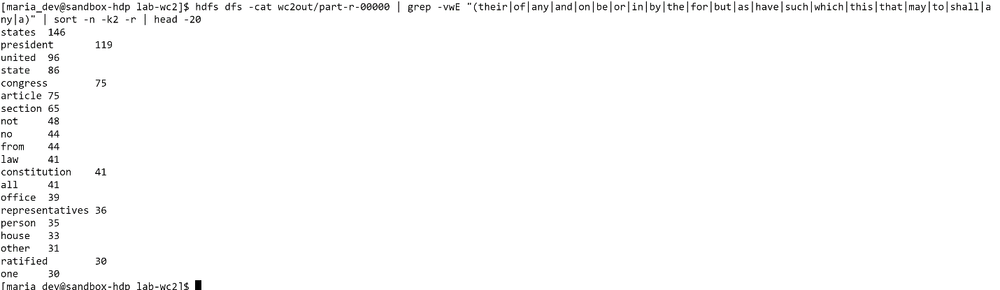 [maria_dev@sandbox-hdp lab-wc2]$ hdfs dfs -cat wc2out/part-r-00000 | grep -vwE "(their|of|any|and|on|be|or|in|by|the|for|but|as|have|such|which|this|that|may|to|shall|a
ny|a)" | sort -n -k2 -r | head -20
states 146
president 119
united 96
state 86
congress 75
article 75
section 65
not 48
no 44
from 44
law 41
constitution 41
all 41
office 39
representatives 36
person 35
house 33
other 31
ratified 30
one 30
[maria_dev@sandbox-hdp lab-wc2]$